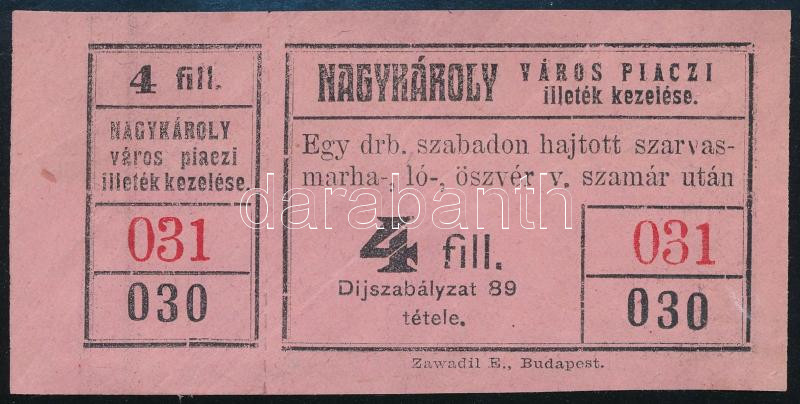 4 fill.
NAGYKÁROLY
város piaczi
illeték kezelése.
031
030
NAGYKÁROLY VÁROS PIACZI
illeték kezelése.
Egy drb. szabadon hajtott szarvas-
marha-, ló-, öszvér v. szamár után
4 fill.
Dijszabályzat 89
tétele.
031
030
Zawadil E., Budapest.
darabanth